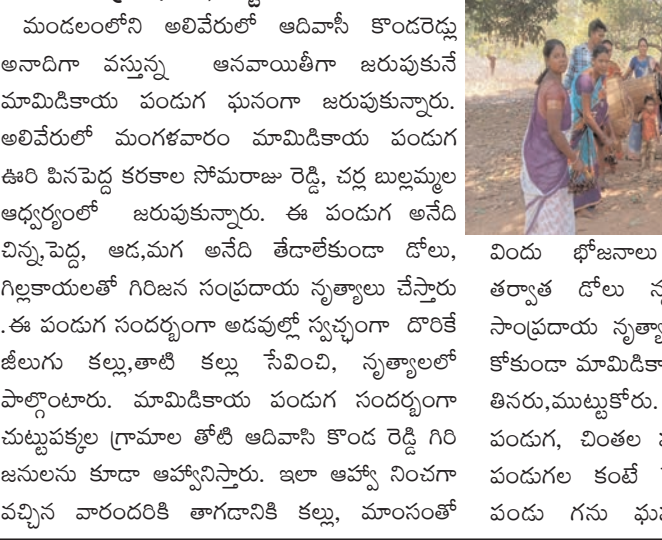 మండలంలోని అలివేరులో ఆదివాసీ కొండరెడ్లు
అనాదిగా వస్తున్న ఆనవాయితీగా జరుపుకునే
మామిడికాయ పండుగ ఘనంగా జరుపుకున్నారు.
అలివేరులో మంగళవారం మామిడికాయ పండుగ
ఊరి పినపెద్ద కరకాల సోమరాజు రెడ్డి, చర్ల బుల్లమ్మల
ఆధ్వర్యంలో జరుపుకున్నారు. ఈ పండుగ అనేది
చిన్న,పెద్ద, ఆడ,మగ అనేది తేడాలేకుండా డోలు,
గిల్లకాయలతో గిరిజన సంప్రదాయ నృత్యాలు చేస్తారు
.ఈ పండుగ సందర్భంగా అడవుల్లో స్వచ్ఛంగా దొరికే
జీలుగు కల్లు,తాటి కల్లు సేవించి, నృత్యాలలో
పాల్గొంటారు. మామిడికాయ పండుగ సందర్భంగా
చుట్టుపక్కల గ్రామాల తోటి ఆదివాసి కొండ రెడ్డి గిరి
జనులను కూడా ఆహ్వానిస్తారు. ఇలా ఆహ్వా నించగా
వచ్చిన వారందరికి తాగడానికి కల్లు, మాంసంతో
విందు భోజనాలు
తర్వాత డోలు
సాంప్రదాయ
కోకుండా
తినరు,ముట్టుకోరు.
పండుగ, చింతల
పండుగల కంటే
పండు గను